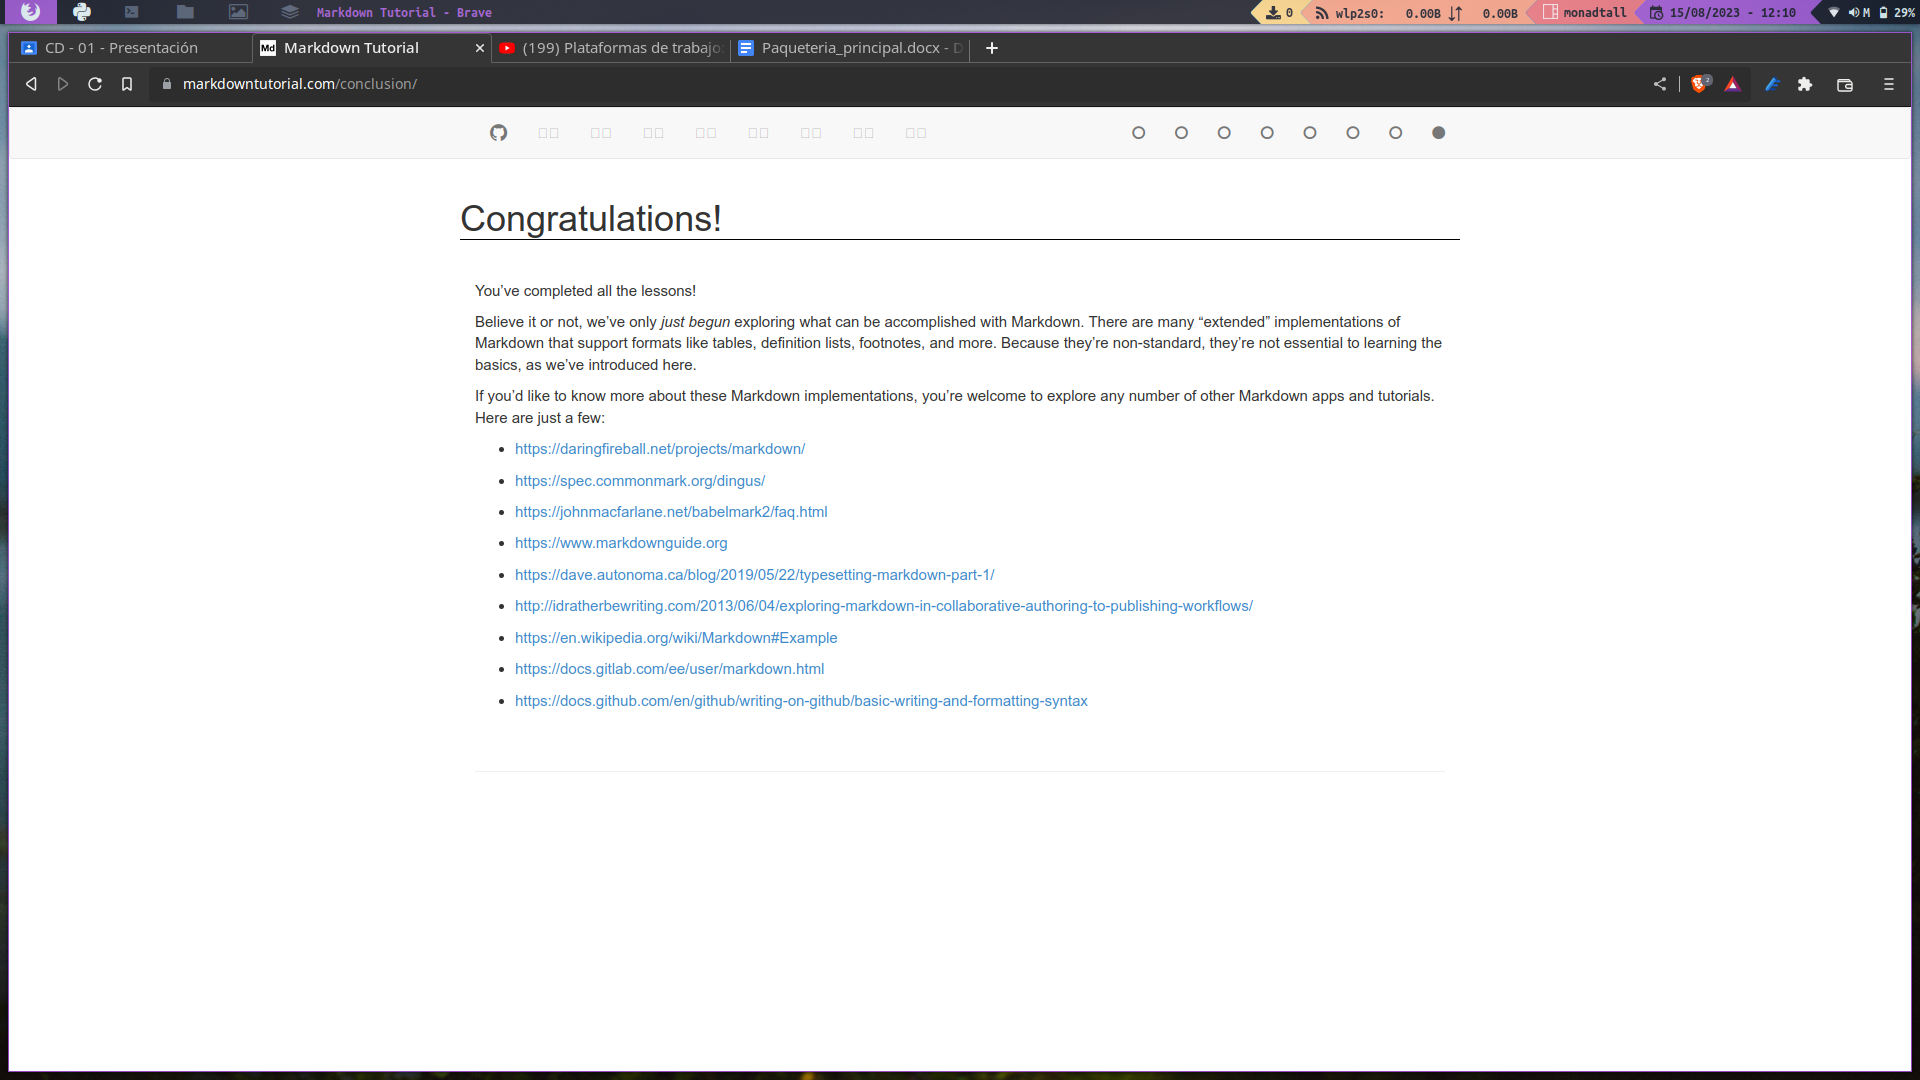 Markdown Tutorial - Brave
0
wlp2s0: 0.00B 0.00B
monadtall
15/08/2023 - 12:10
M
29%
CD - 01 - Presentación
Md Markdown Tutorial
(199) Plataformas de trabajo
Paqueteria_principal.docx - D
markdowntutorial.com/conclusion/
2
Congratulations!
You’ve completed all the lessons!
Believe it or not, we’ve only just begun exploring what can be accomplished with Markdown. There are many “extended” implementations of
Markdown that support formats like tables, definition lists, footnotes, and more. Because they’re non-standard, they’re not essential to learning the
basics, as we’ve introduced here.
If you’d like to know more about these Markdown implementations, you’re welcome to explore any number of other Markdown apps and tutorials.
Here are just a few:
https://daringfireball.net/projects/markdown/
https://spec.commonmark.org/dingus/
https://johnmacfarlane.net/babelmark2/faq.html
https://www.markdownguide.org
https://dave.autonoma.ca/blog/2019/05/22/typesetting-markdown-part-1/
http://idratherbewriting.com/2013/06/04/exploring-markdown-in-collaborative-authoring-to-publishing-workflows/
https://en.wikipedia.org/wiki/Markdown#Example
https://docs.gitlab.com/ee/user/markdown.html
https://docs.github.com/en/github/writing-on-github/basic-writing-and-formatting-syntax